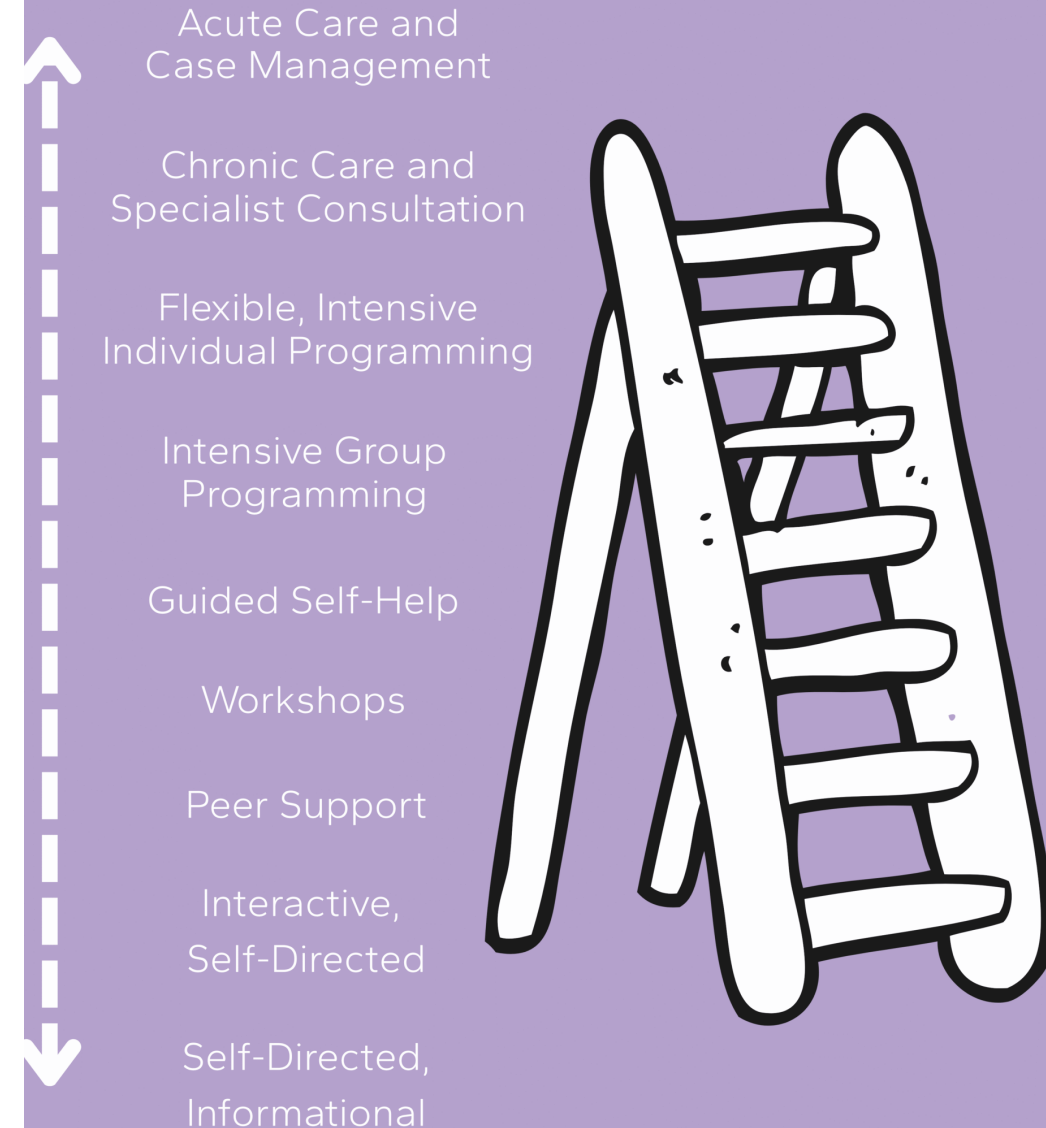 Acute Care and
Case Management
Chronic Care and
Specialist Consultation
Flexible, Intensive
Individual Programming
Intensive Group
Programming
Guided Self-Help
Workshops
Peer Support
Interactive,
Self-Directed
Self-Directed,
Informational